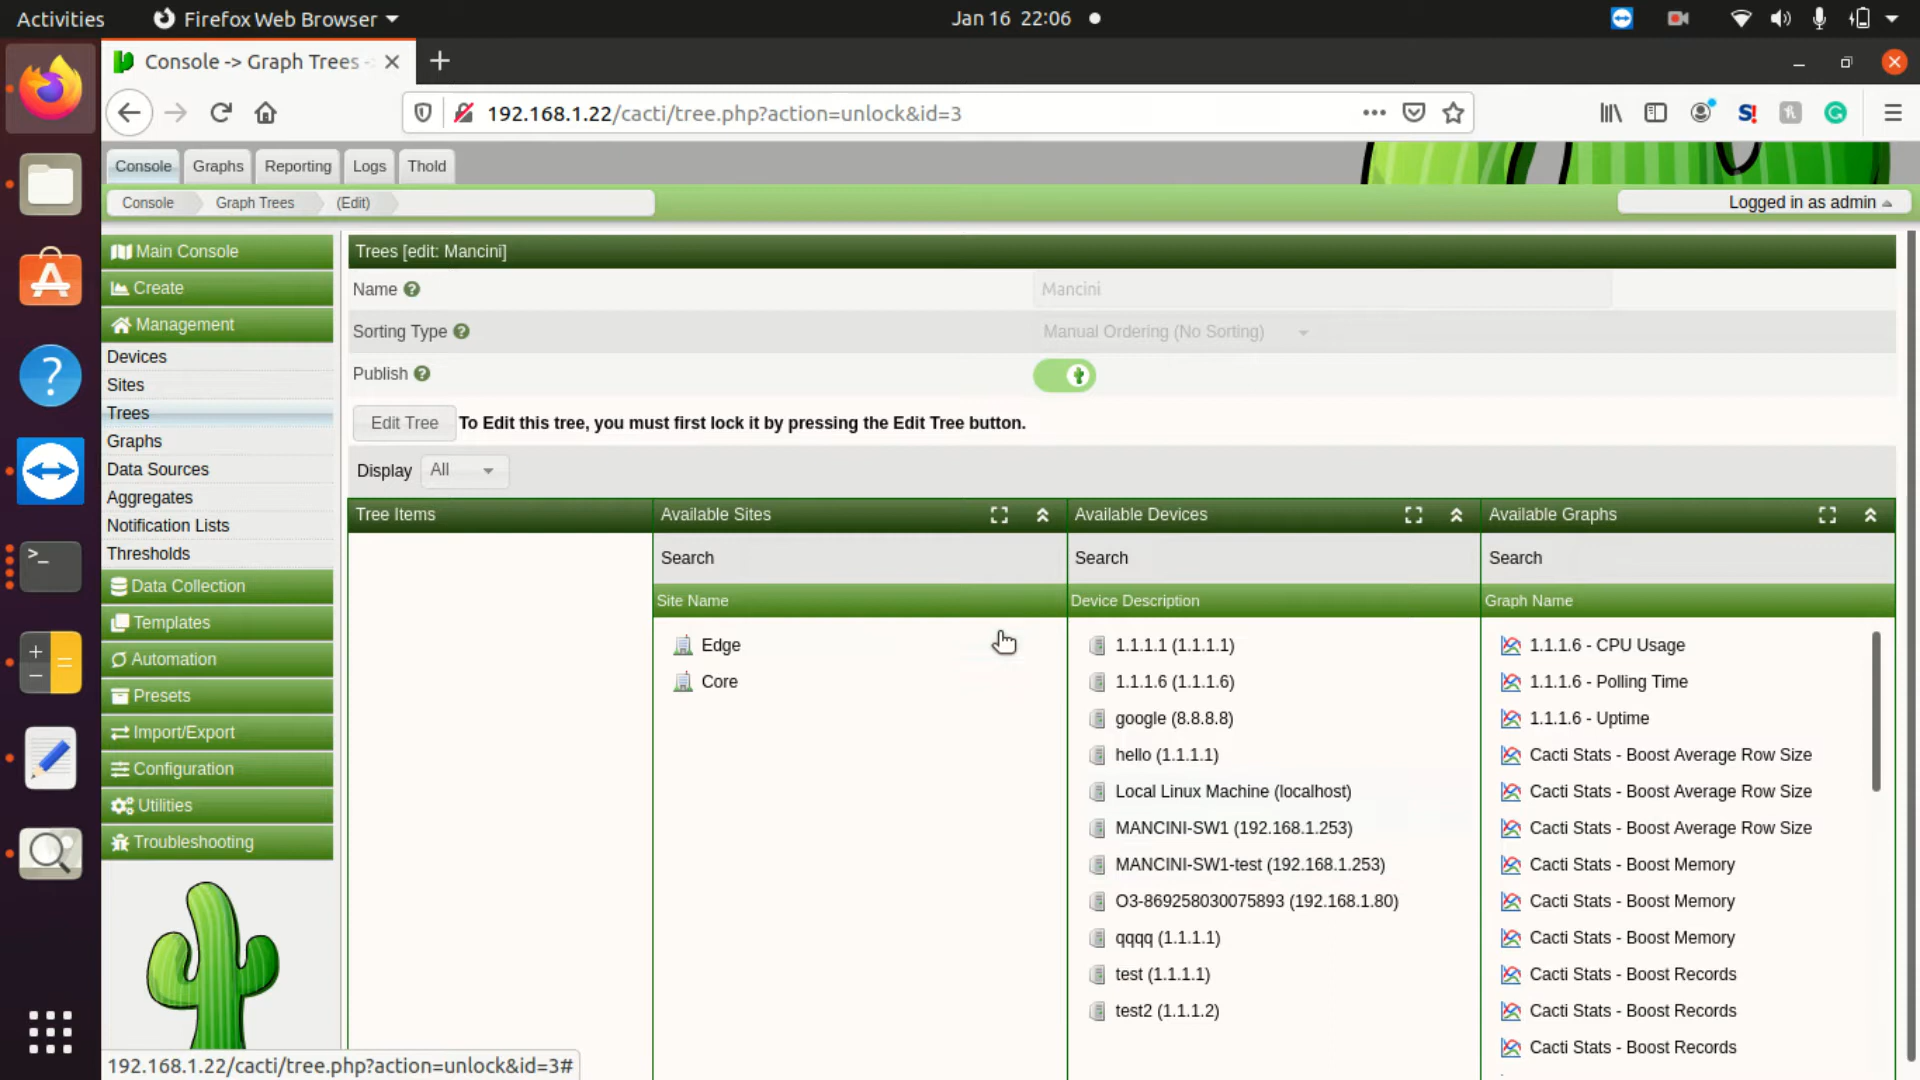 Activities
Firefox Web Browser
Jan 16 22:06
Console -> Graph Trees -
192.168.1.22/cacti/tree.php?action=unlock&id=3
S!
Console Graphs Reporting Logs Thold
Console Graph Trees (Edit)
Logged in as admin
Main Console
Create
Management
Devices
Sites
Trees
Graphs
Data Sources
Aggregates
Notification Lists
Thresholds
Data Collection
Templates
Automation
Presets
Import/Export
Configuration
Utilities
Troubleshooting
Trees [edit: Mancini]
Name
Mancini
Sorting Type
Manual Ordering (No Sorting)
Publish
Edit Tree
To Edit this tree, you must first lock it by pressing the Edit Tree button.
Display All
Tree Items
Available Sites
Search
Site Name
Edge
Core
Available Devices
Search
Device Description
1.1.1.1 (1.1.1.1)
1.1.1.6 (1.1.1.6)
google (8.8.8.8)
hello (1.1.1.1)
Local Linux Machine (localhost)
MANCINI-SW1 (192.168.1.253)
MANCINI-SW1-test (192.168.1.253)
O3-869258030075893 (192.168.1.80)
qqqq (1.1.1.1)
test (1.1.1.1)
test2 (1.1.1.2)
Available Graphs
Search
Graph Name
1.1.1.6 - CPU Usage
1.1.1.6 - Polling Time
1.1.1.6 - Uptime
Cacti Stats - Boost Average Row Size
Cacti Stats - Boost Average Row Size
Cacti Stats - Boost Average Row Size
Cacti Stats - Boost Memory
Cacti Stats - Boost Memory
Cacti Stats - Boost Memory
Cacti Stats - Boost Records
Cacti Stats - Boost Records
Cacti Stats - Boost Records
192.168.1.22/cacti/tree.php?action=unlock&id=3#